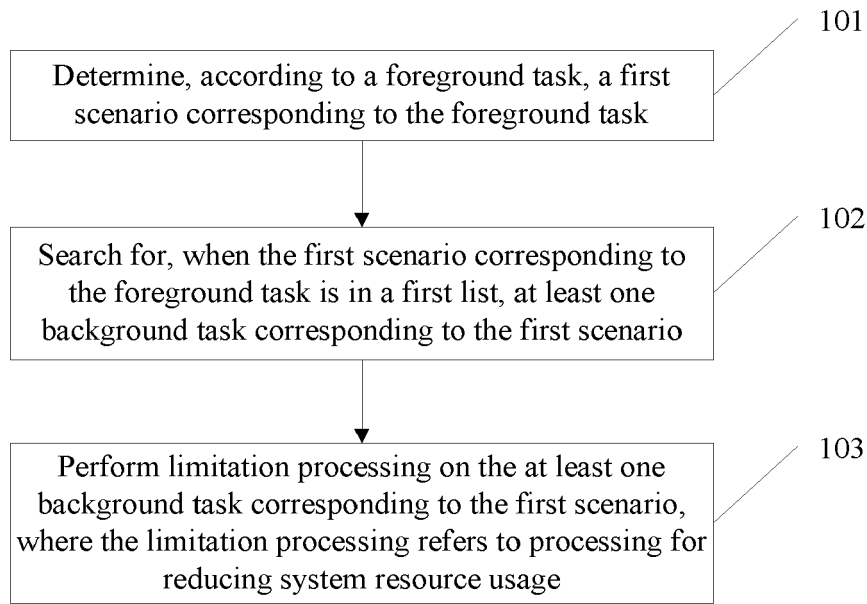 101
Determine, according to a foreground task, a first
scenario corresponding to the foreground task
102
Search for, when the first scenario corresponding to
the foreground task is in a first list, at least one
background task corresponding to the first scenario
103
Perform limitation processing on the at least one
background task corresponding to the first scenario,
where the limitation processing refers to processing for
reducing system resource usage